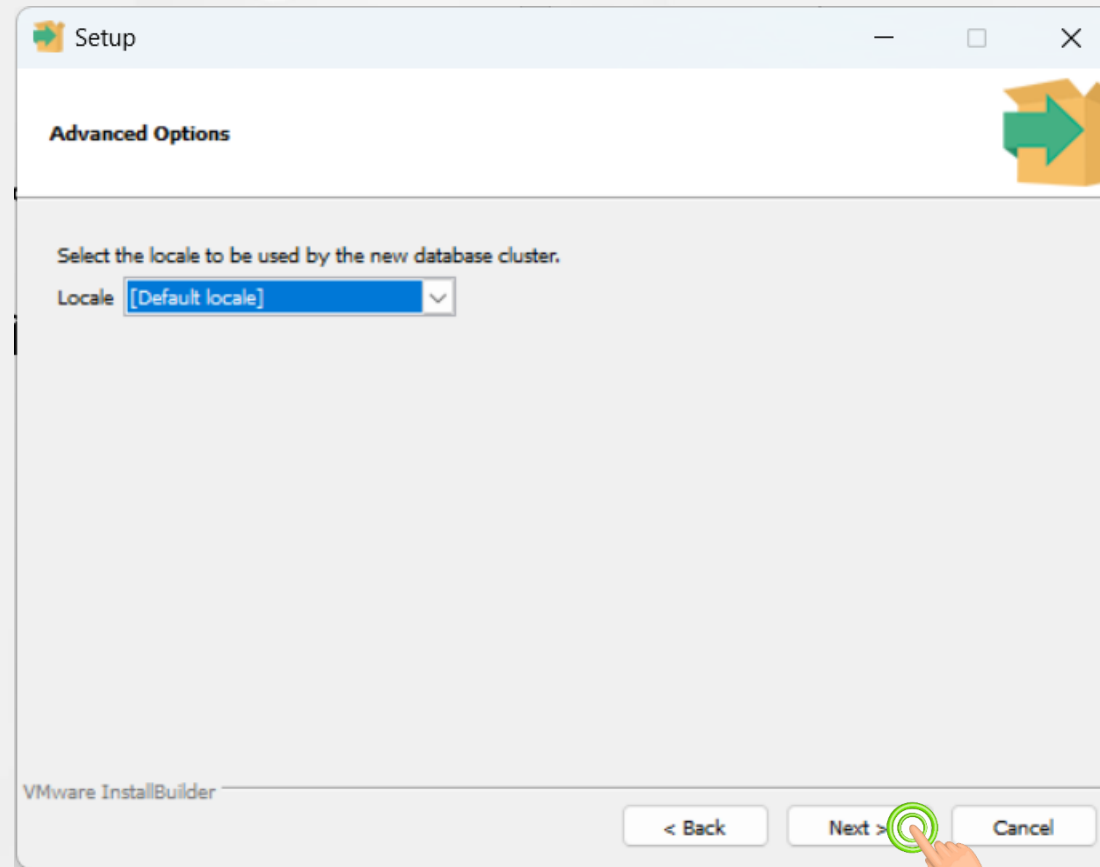 Setup
Advanced Options
Select the locale to be used by the new database cluster.
Locale [Default locale]
VMware InstallBuilder
< Back Next > Cancel